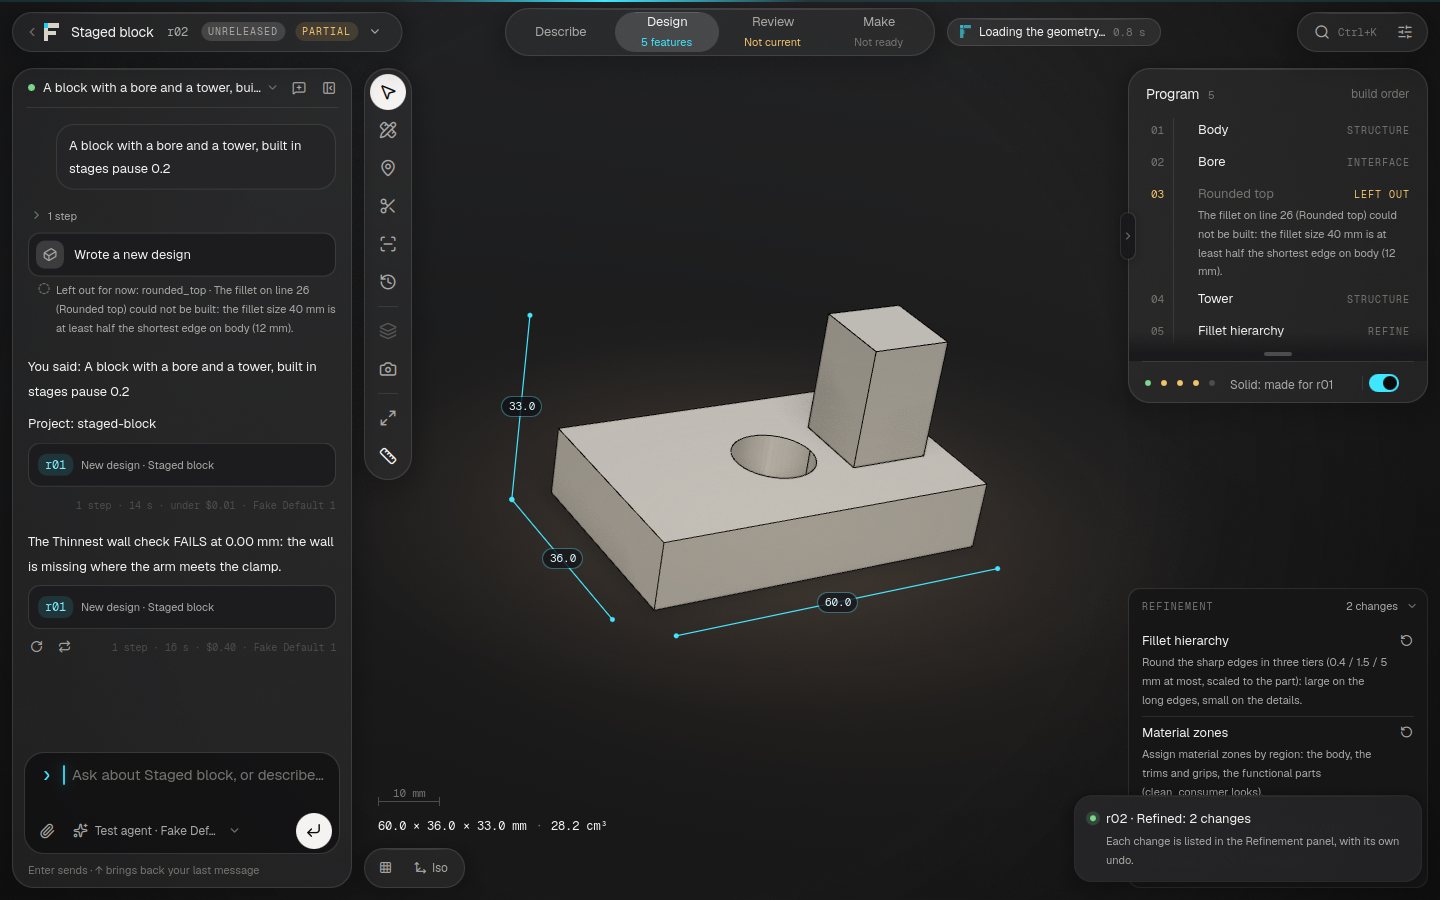 Staged block r02 UNRELEASED PARTIAL
Describe
Design
5 features
Review
Not current
Make
Not ready
Loading the geometry… 0.8 s
Ctrl+K
A block with a bore and a tower, bui…
A block with a bore and a tower, built in
stages pause 0.2
1 step
Wrote a new design
Left out for now: rounded_top · The fillet on line 26
(Rounded top) could not be built: the fillet size 40 mm is
at least half the shortest edge on body (12 mm).
You said: A block with a bore and a tower, built in
stages pause 0.2
Project: staged-block
r01 New design · Staged block
1 step · 14 s · under $0.01 · Fake Default 1
The Thinnest wall check FAILS at 0.00 mm: the wall
is missing where the arm meets the clamp.
r01 New design · Staged block
1 step · 16 s · $0.40 · Fake Default 1
Ask about Staged block, or describe…
Test agent · Fake Def…
Enter sends · ↑ brings back your last message
33.0
36.0
60.0
10 mm
60.0 × 36.0 × 33.0 mm · 28.2 cm³
Iso
Program 5 build order
01 Body STRUCTURE
02 Bore INTERFACE
03 Rounded top LEFT OUT
The fillet on line 26 (Rounded top) could
not be built: the fillet size 40 mm is at
least half the shortest edge on body (12
mm).
04 Tower STRUCTURE
05 Fillet hierarchy REFINE
Solid: made for r01
REFINEMENT 2 changes
Fillet hierarchy
Round the sharp edges in three tiers (0.4 / 1.5 / 5
mm at most, scaled to the part): large on the
long edges, small on the details.
Material zones
Assign material zones by region: the body, the
trims and grips, the functional parts
(clean_consumer looks).
r02 · Refined: 2 changes
Each change is listed in the Refinement panel, with its own
undo.